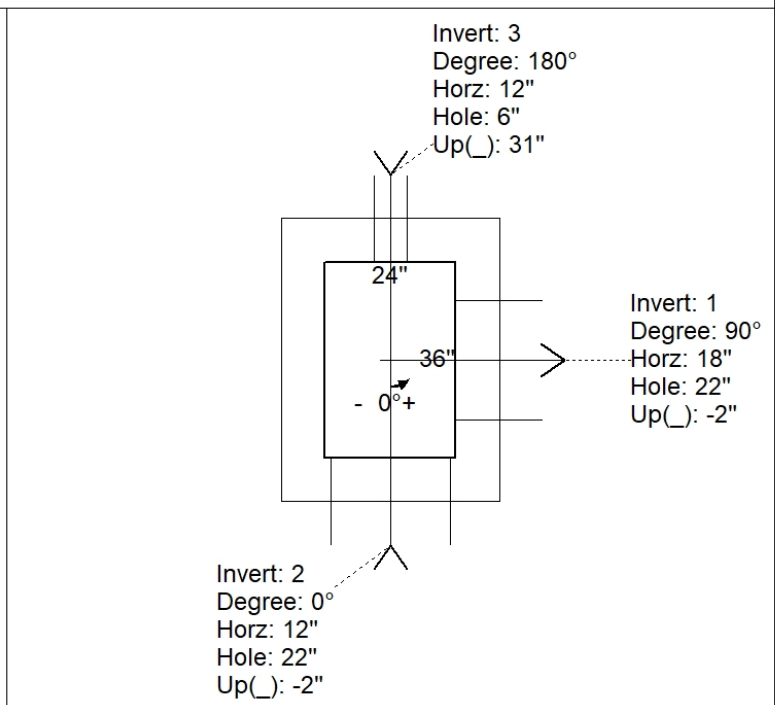 Invert: 3
Degree: 180°
Horz: 12"
Hole: 6"
Up(_): 31"
24"
36"
- 0°+
Invert: 1
Degree: 90°
Horz: 18"
Hole: 22"
Up(_): -2"
Invert: 2
Degree: 0°
Horz: 12"
Hole: 22"
Up(_): -2"